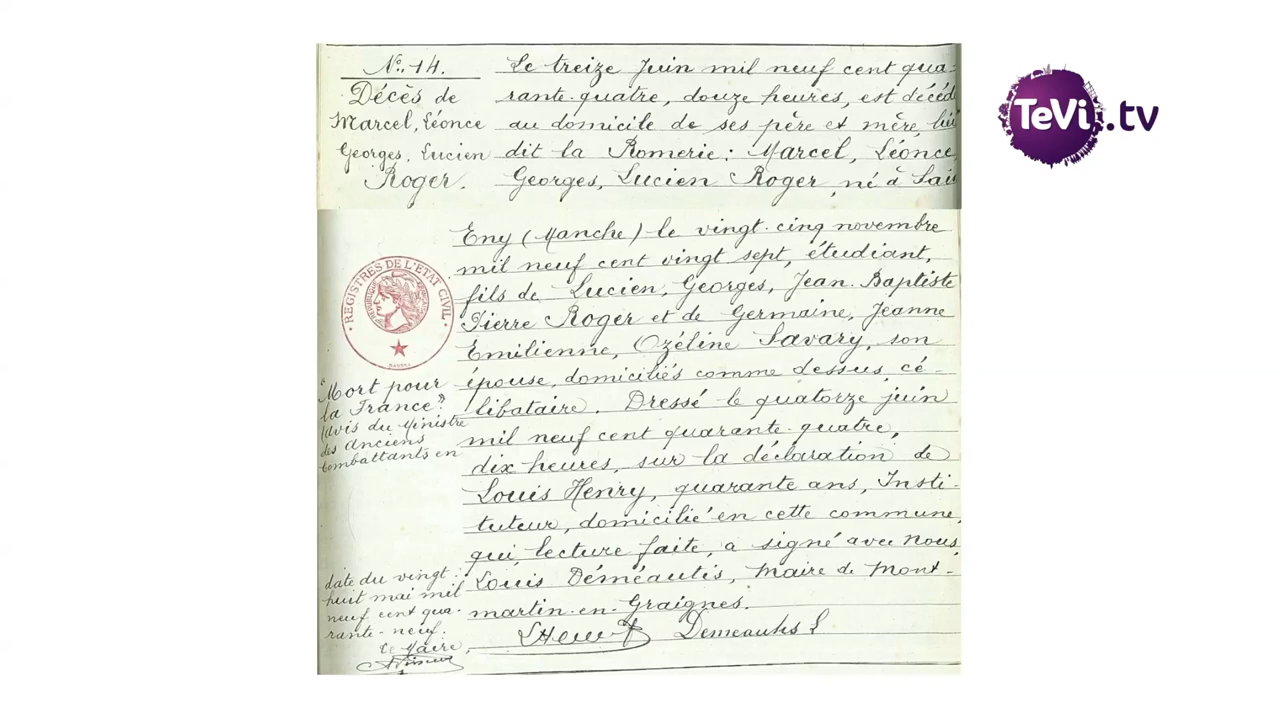 No. 14.
Décès de
Marcel, Léonce
Georges, Lucien
Roger.
Le treize Juin mil neuf cent qua-
rante-quatre, douze heures, est décédé
au domicile de ses père et mère, lieu
dit la Romerie: Marcel, Léonce,
Georges, Lucien Roger, né à Sain
Eny (Manche) le vingt-cinq novembre
mil neuf cent vingt sept, étudiant,
fils de Lucien, Georges, Jean-Baptiste
Pierre Roger et de Germaine, Jeanne
Emilienne, Ozéline Savary, son
épouse, domiciliés comme dessus, cé-
libataire. Dressé le quatorze juin
mil neuf cent quarante-quatre,
dix heures, sur la déclaration de
Louis Henry, quarante ans, Insti-
tuteur, domicilié en cette commune,
qui, lecture faite, a signé avec Nous,
Louis Déméautis, Maire de Mont-
martin-en-Graignes.
LHenry Demeautis L
REGISTRES DE L'ETAT CIVIL
"Mort pour
la France"
(avis du Ministre
des Anciens
Combattants en
date du vingt-
huit mai mil
neuf cent qua-
rante-neuf.
Le Maire,
TeVi.tv